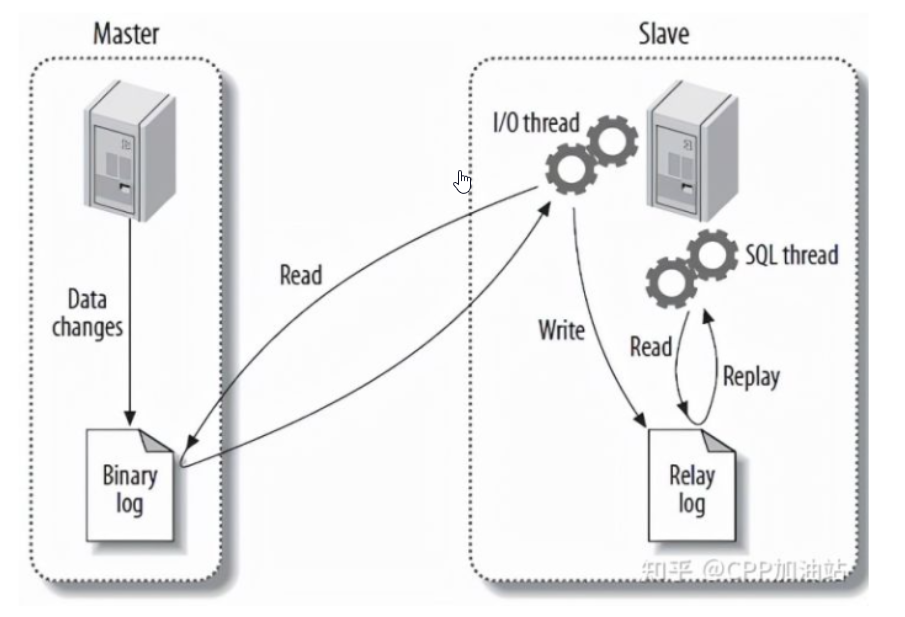 Master
Slave
I/O thread
SQL thread
Read
Data
changes
Write
Read
Replay
Binary
log
Relay
log
知乎 @CPP加油站